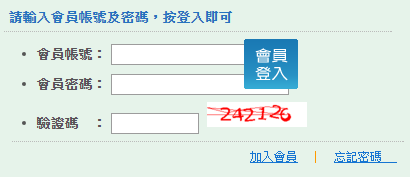 請輸入會員帳號及密碼，按登入即可
會員帳號：
會員登入
會員密碼：
驗證碼 ： 242126
加入會員 ｜ 忘記密碼